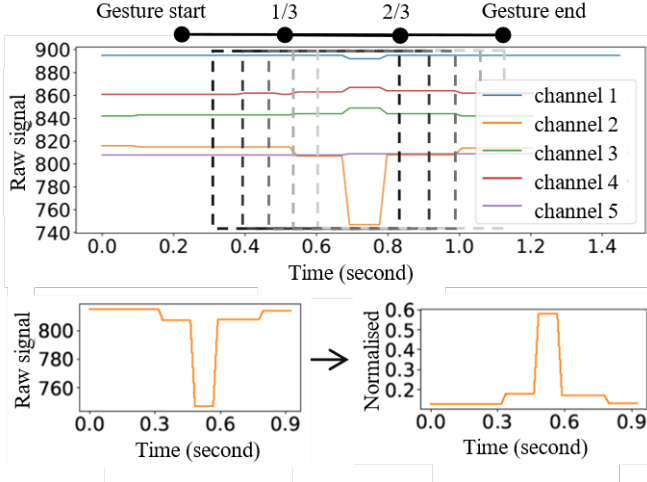 Gesture start 1/3 2/3 Gesture end
900
880
860
840
820
800
780
760
740
Raw signal
channel 1
channel 2
channel 3
channel 4
channel 5
0.0 0.2 0.4 0.6 0.8 1.0 1.2 1.4
Time (second)
800
780
760
Raw signal
0.0 0.3 0.6 0.9
Time (second)
0.6
0.5
0.4
0.3
0.2
Normalised
0.0 0.3 0.6 0.9
Time (second)